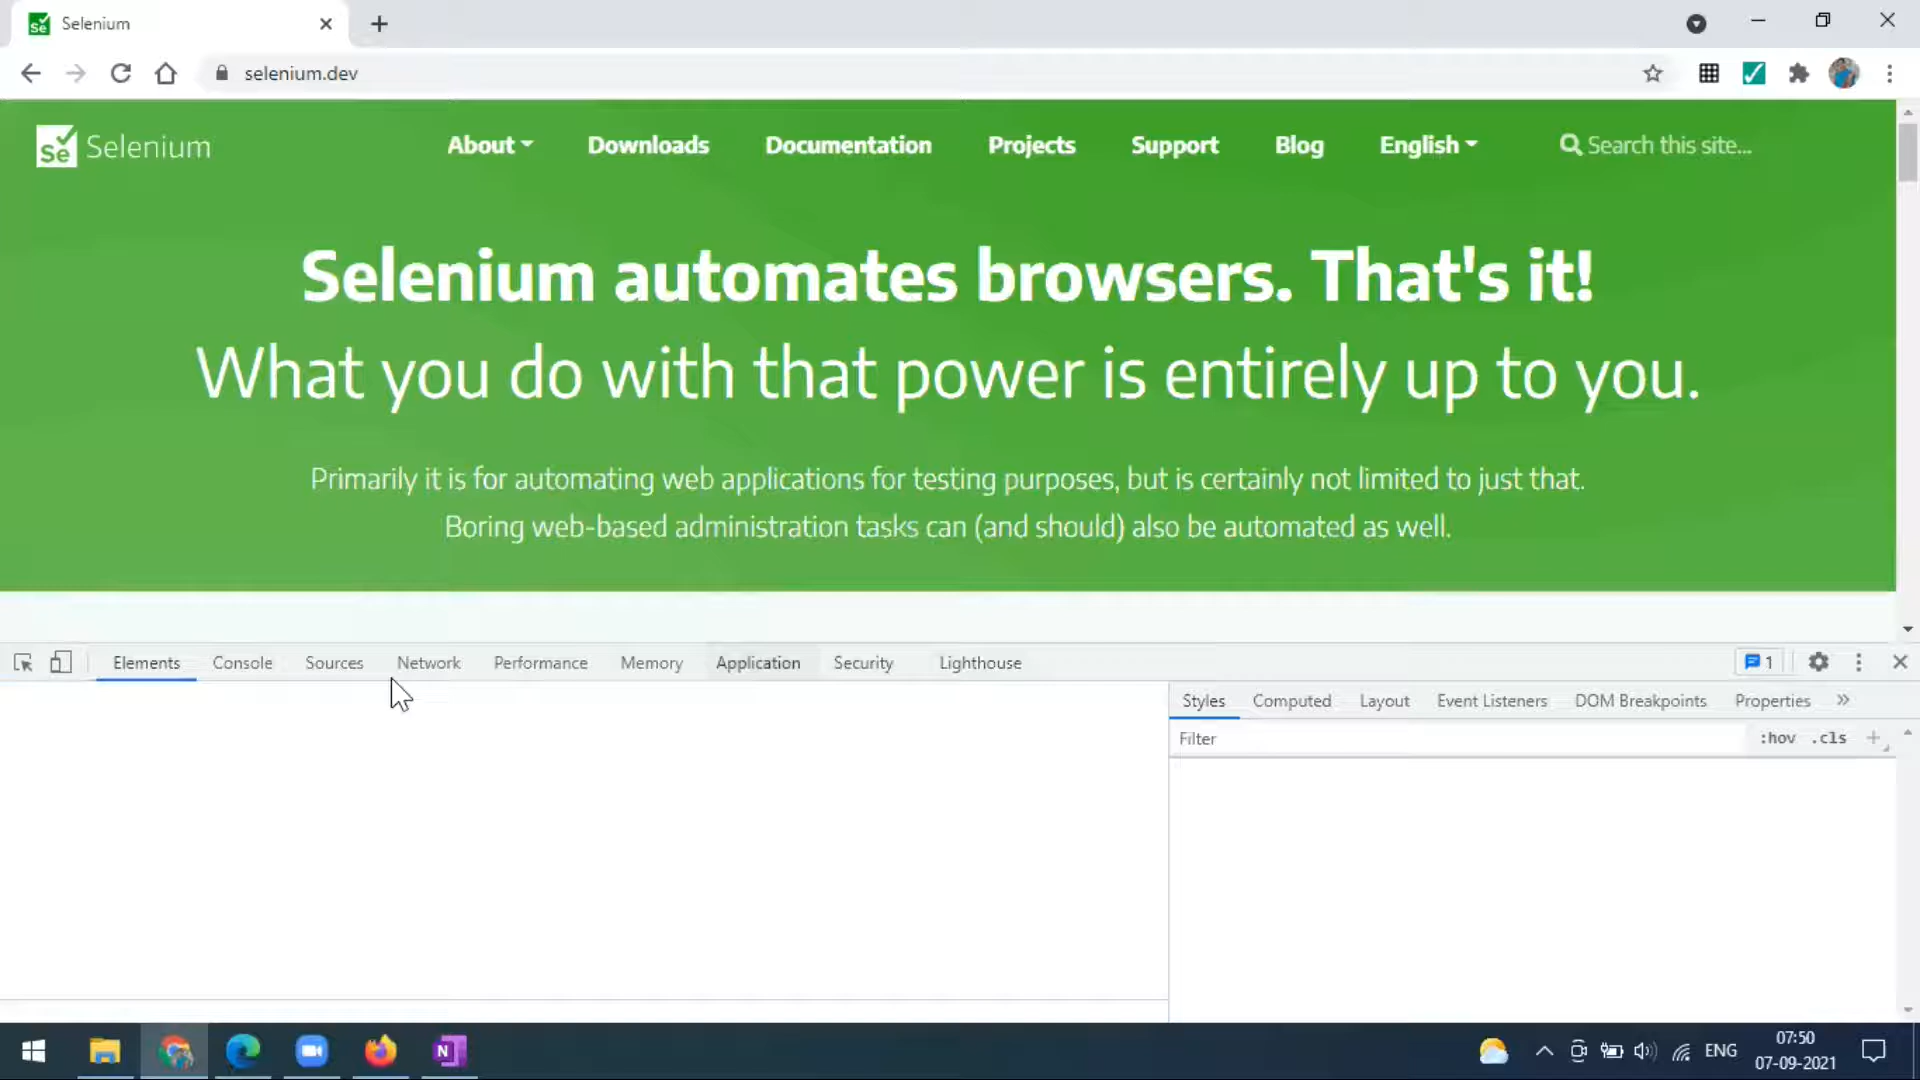 Selenium
selenium.dev
Se Selenium
About Downloads Documentation Projects Support Blog English Search this site...
Selenium automates browsers. That's it!
What you do with that power is entirely up to you.
Primarily it is for automating web applications for testing purposes, but is certainly not limited to just that.
Boring web-based administration tasks can (and should) also be automated as well.
Elements Console Sources Network Performance Memory Application Security Lighthouse 1
Styles Computed Layout Event Listeners DOM Breakpoints Properties »
Filter :hov .cls +
N ENG 07:50
07-09-2021